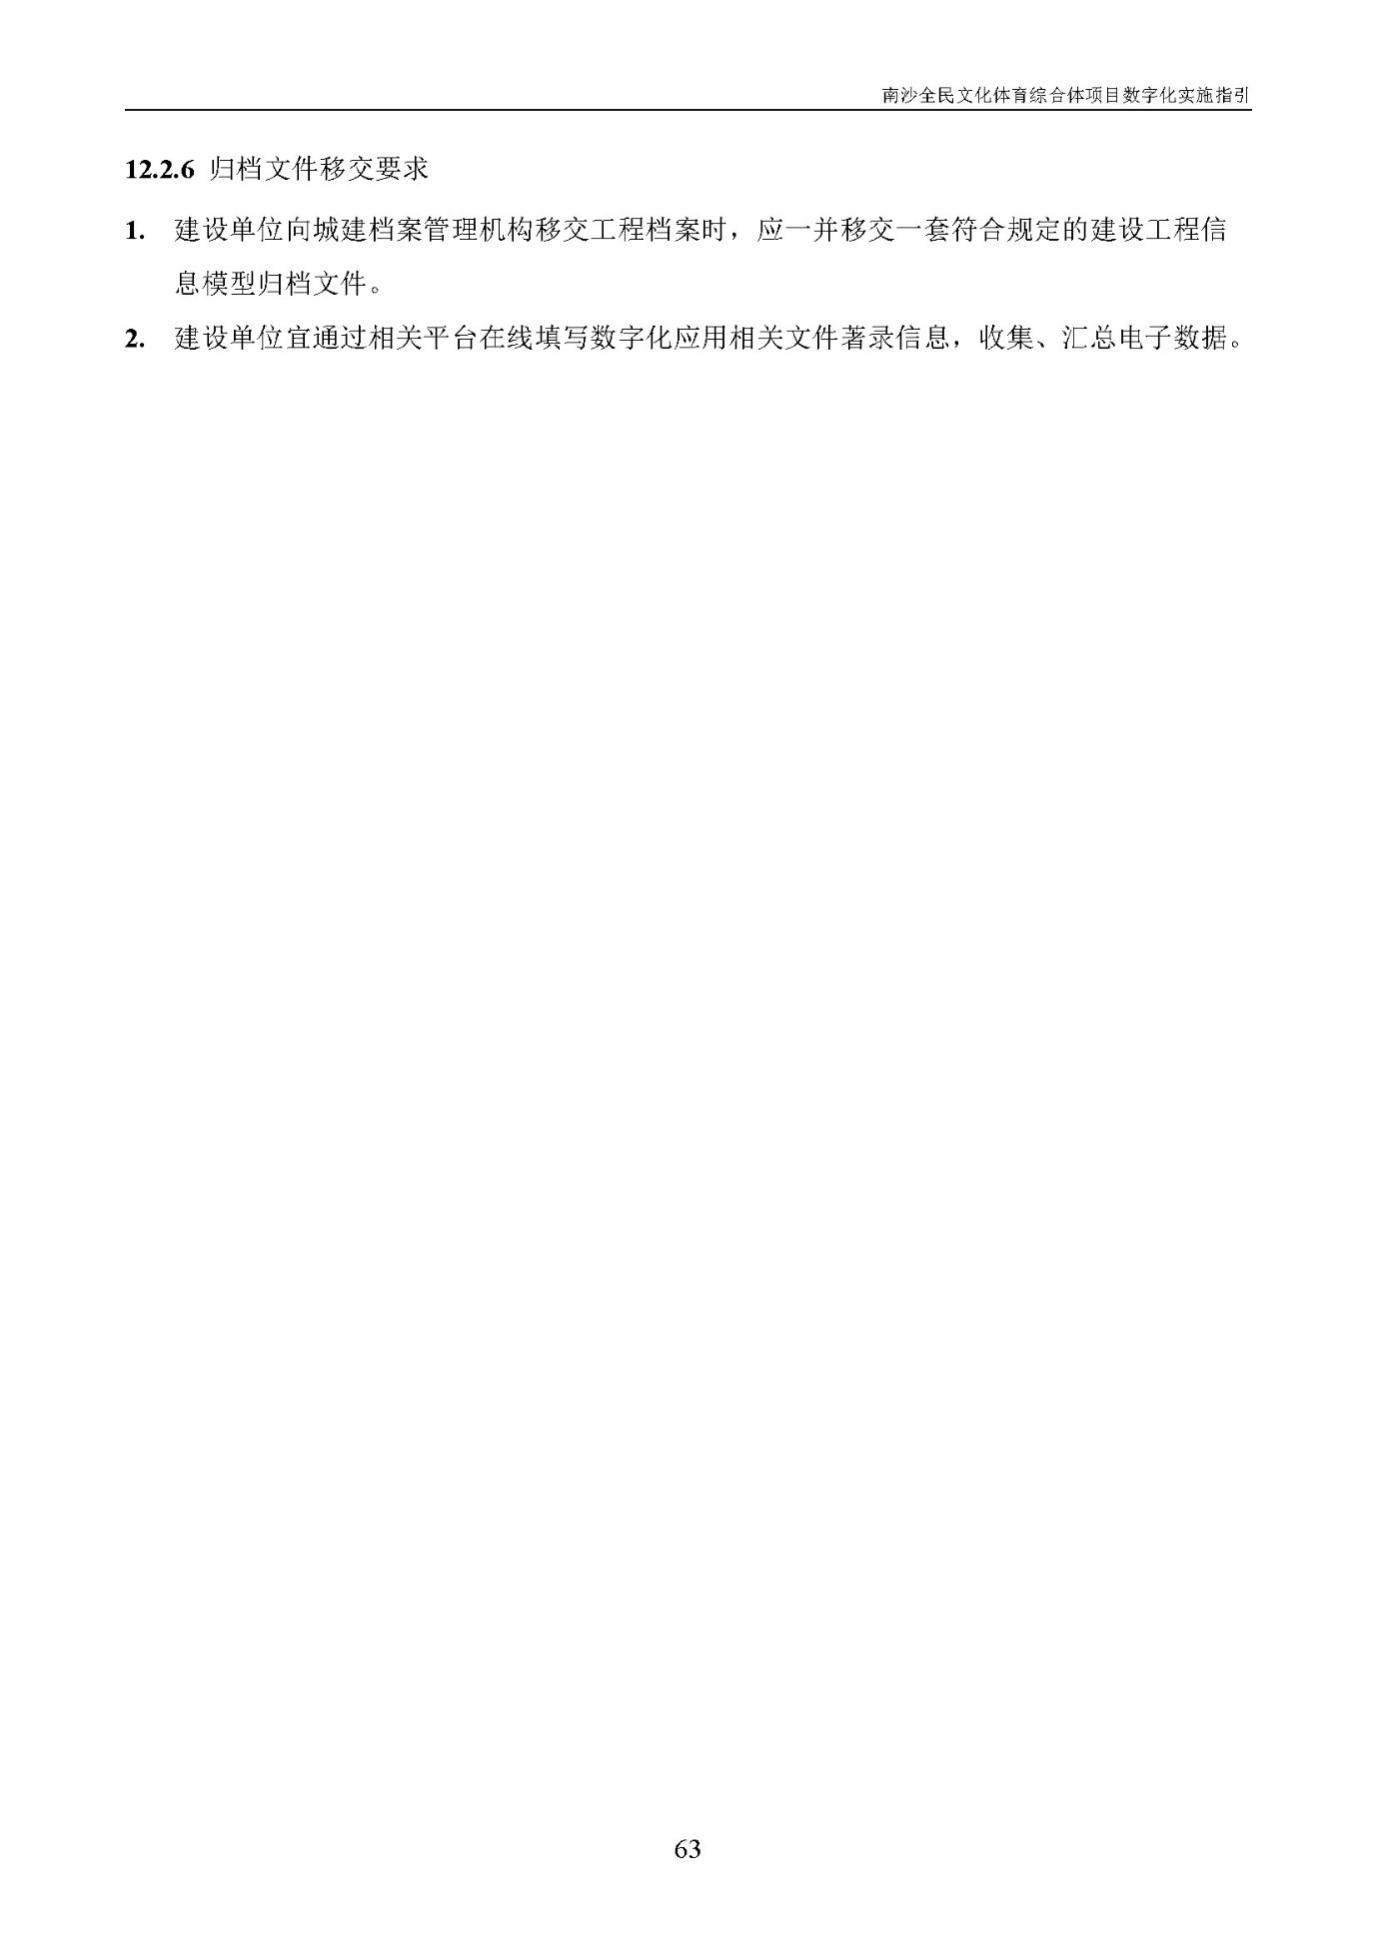 南沙全民文化体育综合体项目数字化实施指引
12.2.6 归档文件移交要求
1. 建设单位向城建档案管理机构移交工程档案时，应一并移交一套符合规定的建设工程信
息模型归档文件。
2. 建设单位宜通过相关平台在线填写数字化应用相关文件著录信息，收集、汇总电子数据。
63